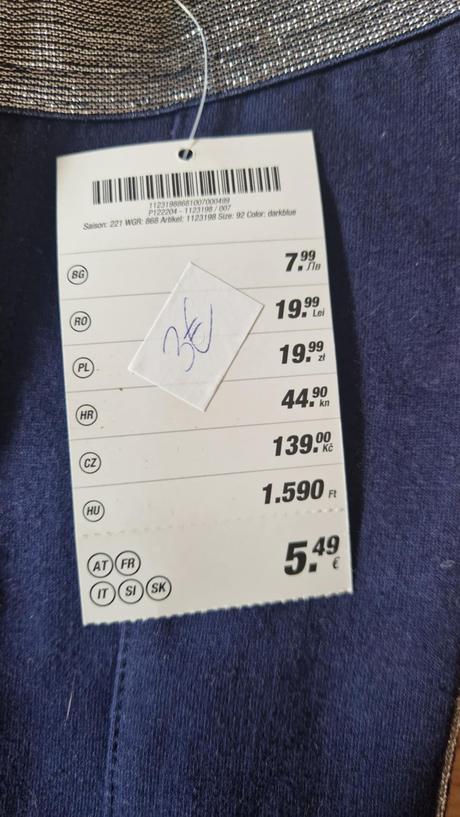 11231988681007000499
P122204 - 1123198 / 007
Saison: 221 WGR: 868 Artikel: 1123198 Size: 92 Color: darkblue
BG 7.99 Лв
RO 19.99 Lei
3€
PL 19.99 zł
HR 44.90 kn
CZ 139.00 Kč
HU 1.590 Ft
AT FR 5.49 €
IT SI SK